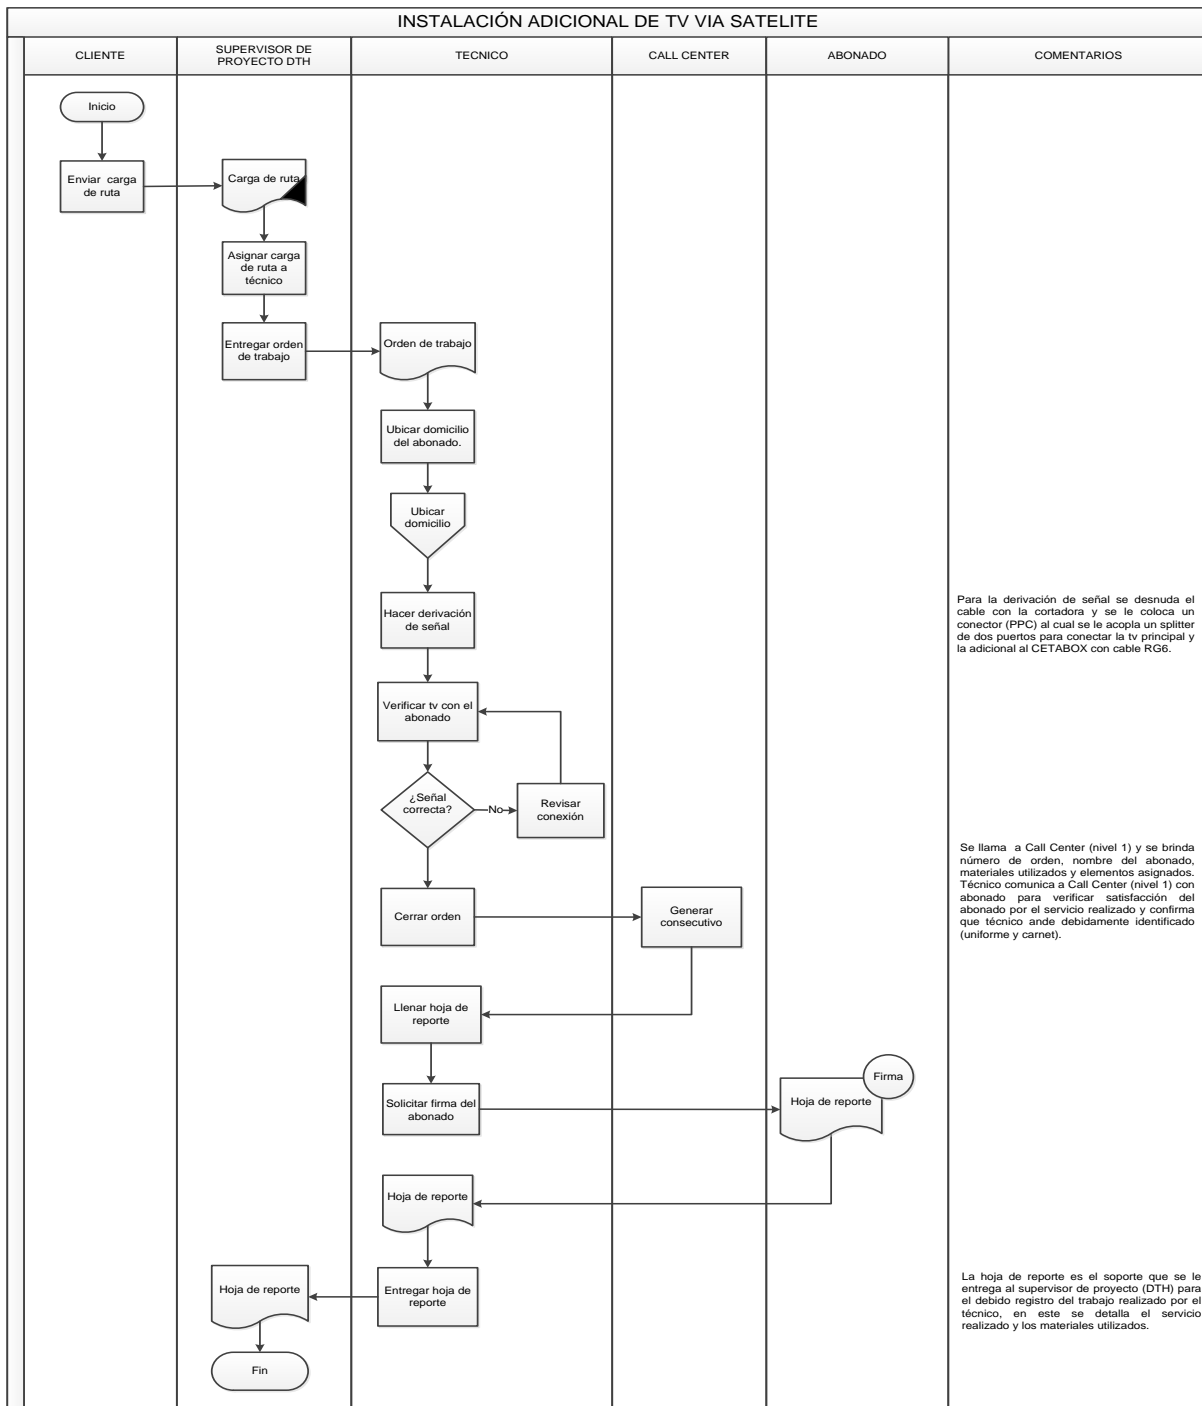 INSTALACIÓN ADICIONAL DE TV VIA SATELITE
CLIENTE
SUPERVISOR DE
PROYECTO DTH
TECNICO
CALL CENTER
ABONADO
COMENTARIOS
Inicio
Enviar carga
de ruta
Carga de ruta
Asignar carga
de ruta a
técnico
Entregar orden
de trabajo
Orden de trabajo
Ubicar domicilio
del abonado.
Ubicar
domicilio
Hacer derivación
de señal
Para la derivación de señal se desnuda el
cable con la cortadora y se le coloca un
conector (PPC) al cual se le acopla un splitter
de dos puertos para conectar la tv principal y
la adicional al CETABOX con cable RG6.
Verificar tv con el
abonado
¿Señal
correcta?
No
Revisar
conexión
Se llama a Call Center (nivel 1) y se brinda
número de orden, nombre del abonado,
materiales utilizados y elementos asignados.
Técnico comunica a Call Center (nivel 1) con
abonado para verificar satisfacción del
abonado por el servicio realizado y confirma
que técnico ande debidamente identificado
(uniforme y carnet).
Cerrar orden
Generar
consecutivo
Llenar hoja de
reporte
Solicitar firma del
abonado
Firma
Hoja de reporte
Hoja de reporte
Entregar hoja de
reporte
Hoja de reporte
La hoja de reporte es el soporte que se le
entrega al supervisor de proyecto (DTH) para
el debido registro del trabajo realizado por el
técnico, en este se detalla el servicio
realizado y los materiales utilizados.
Fin